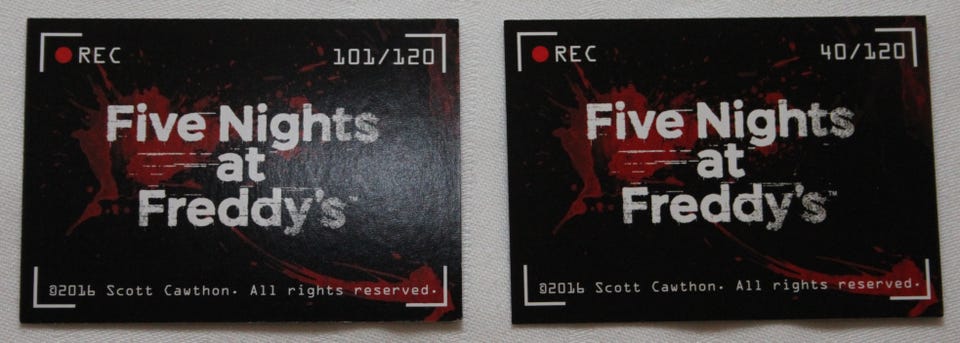 REC 101/120
Five Nights
at
Freddy's™
©2016 Scott Cawthon. All rights reserved.
REC 40/120
Five Nights
at
Freddy's™
©2016 Scott Cawthon. All rights reserved.